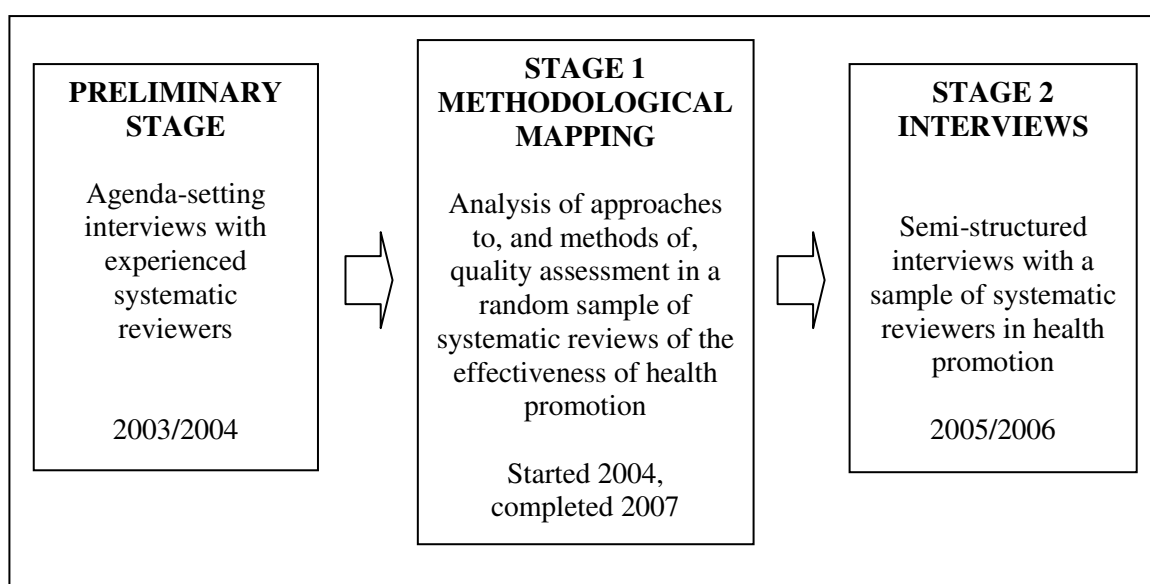 PRELIMINARY
STAGE
Agenda-setting
interviews with
experienced
systematic
reviewers
2003/2004
STAGE 1
METHODOLOGICAL
MAPPING
Analysis of approaches
to, and methods of,
quality assessment in a
random sample of
systematic reviews of the
effectiveness of health
promotion
Started 2004,
completed 2007
STAGE 2
INTERVIEWS
Semi-structured
interviews with a
sample of systematic
reviewers in health
promotion
2005/2006